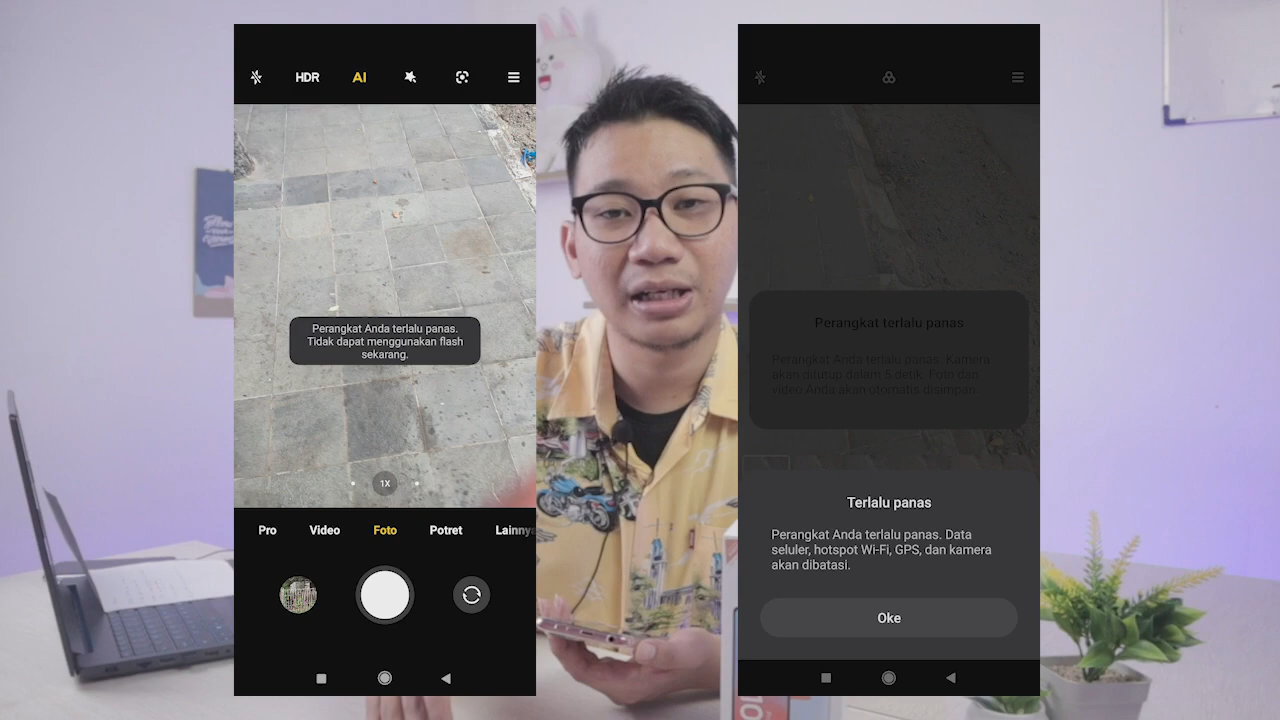 HDR
AI
Perangkat Anda terlalu panas.
Tidak dapat menggunakan flash
sekarang.
1X
Pro
Video
Foto
Potret
Lainnya
Perangkat terlalu panas
Perangkat Anda terlalu panas. Kamera
akan ditutup dalam 5 detik. Foto dan
video Anda akan otomatis disimpan.
Terlalu panas
Perangkat Anda terlalu panas. Data
seluler, hotspot Wi-Fi, GPS, dan kamera
akan dibatasi.
Oke
10